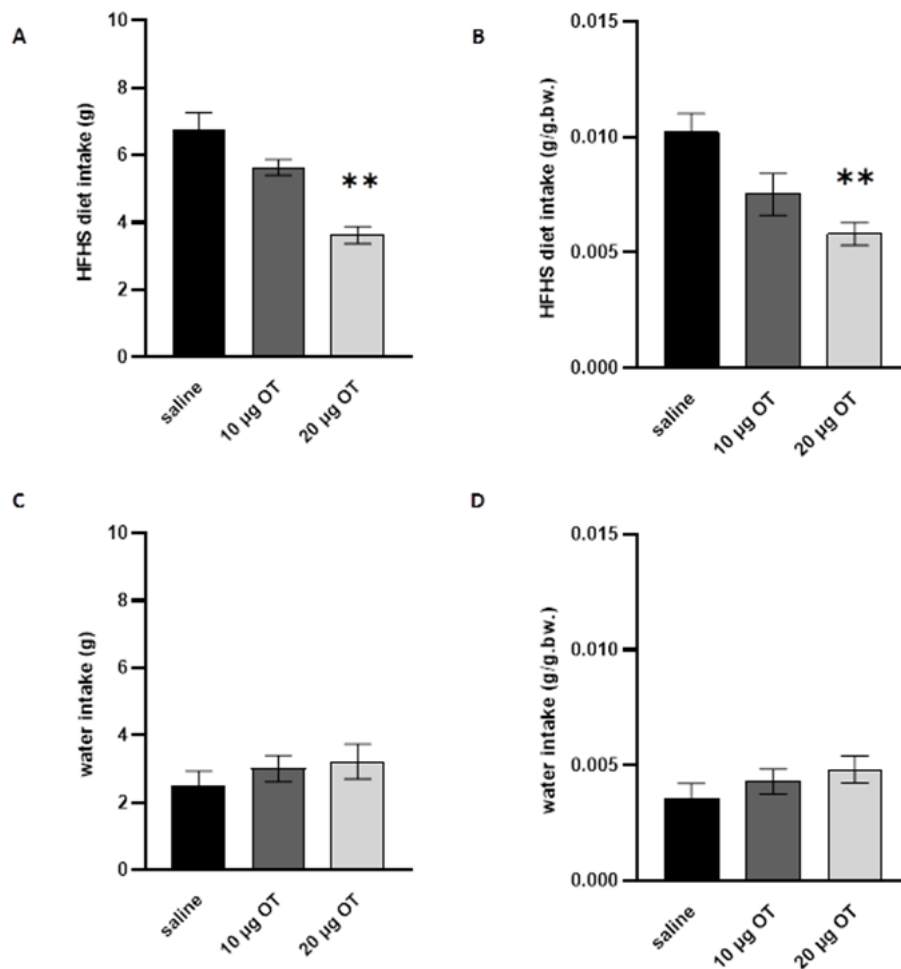 A
HFHS diet intake (g)
10
8
6
4
2
0
**
saline
10 µg OT
20 µg OT
B
HFHS diet intake (g/g.bw.)
0.015
0.010
0.005
0.000
**
saline
10 µg OT
20 µg OT
C
water intake (g)
10
8
6
4
2
0
saline
10 µg OT
20 µg OT
D
water intake (g/g.bw.)
0.015
0.010
0.005
0.000
saline
10 µg OT
20 µg OT